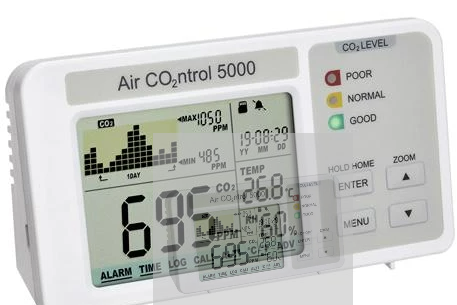 Air CO₂ntrol 5000
CO₂ LEVEL
POOR
NORMAL
GOOD
CO₂ ◄MAX 1050 PPM
◄MIN 485 PPM
1DAY
19-08-29
YY MM DD
CO₂ 695 PPM
TEMP
26.8 °C
RH
60 %
ALARM TIME LOG CAL
ADV
HOLD HOME ZOOM
ENTER ▲
MENU ▼